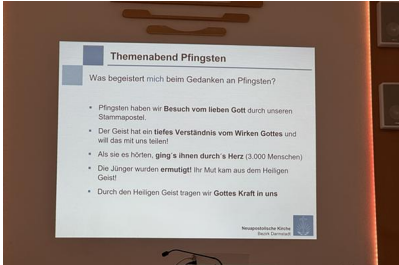 Themenabend Pfingsten
Was begeistert mich beim Gedanken an Pfingsten?
Pfingsten haben wir Besuch vom lieben Gott durch unseren
Stammapostel.
Der Geist hat ein tiefes Verständnis vom Wirken Gottes und
will das mit uns teilen!
Als sie es hörten, ging´s ihnen durch´s Herz (3.000 Menschen)
Die Jünger wurden ermutigt! Ihr Mut kam aus dem Heiligen
Geist!
Durch den Heiligen Geist tragen wir Gottes Kraft in uns
Neuapostolische Kirche
Bezirk Darmstadt